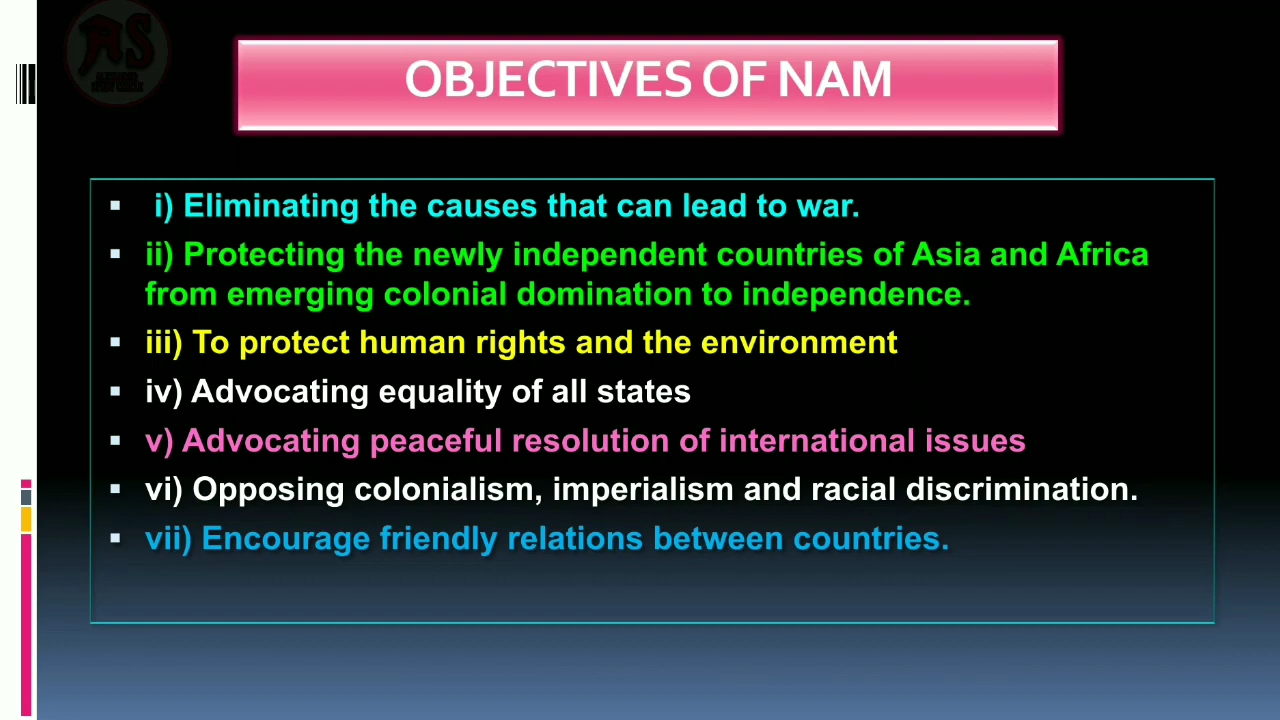 AS
OBJECTIVES OF NAM
i) Eliminating the causes that can lead to war.
ii) Protecting the newly independent countries of Asia and Africa
from emerging colonial domination to independence.
iii) To protect human rights and the environment
iv) Advocating equality of all states
v) Advocating peaceful resolution of international issues
vi) Opposing colonialism, imperialism and racial discrimination.
vii) Encourage friendly relations between countries.